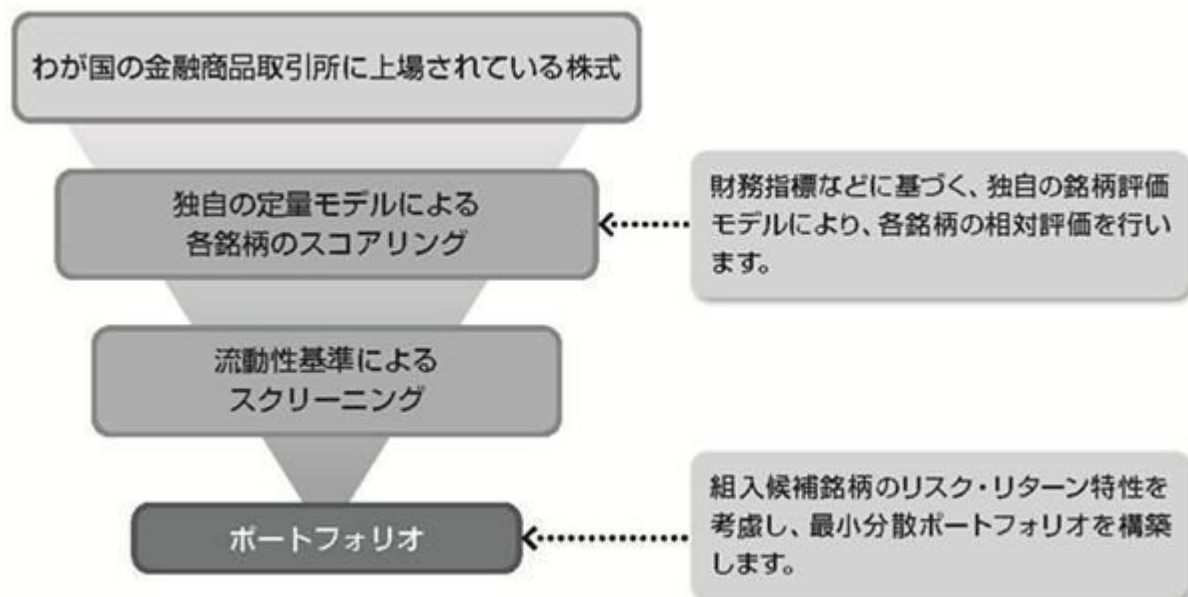 わが国の金融商品取引所に上場されている株式
独自の定量モデルによる
各銘柄のスコアリング
財務指標などに基づく、独自の銘柄評価
モデルにより、各銘柄の相対評価を行い
ます。
流動性基準による
スクリーニング
ポートフォリオ
組入候補銘柄のリスク・リターン特性を
考慮し、最小分散ポートフォリオを構築
します。